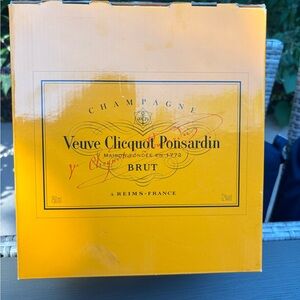 CHAMPAGNE
Veuve Clicquot Ponsardin
MAISON FONDÉE EN 1772
BRUT
À REIMS-FRANCE